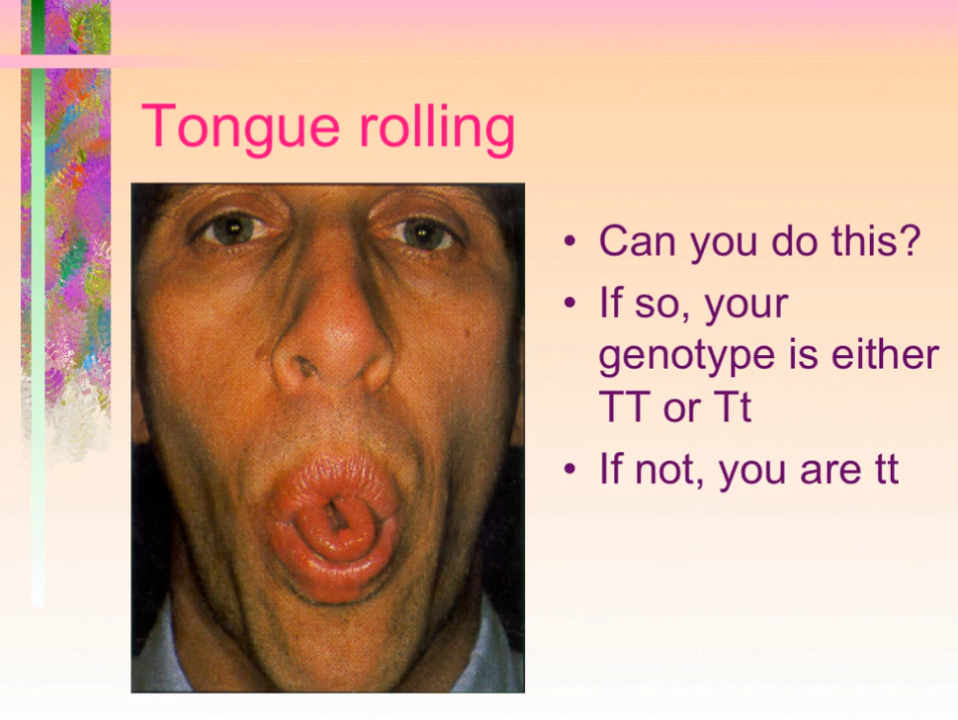 Tongue rolling
• Can you do this?
• If so, your
genotype is either
TT or Tt
• If not, you are tt